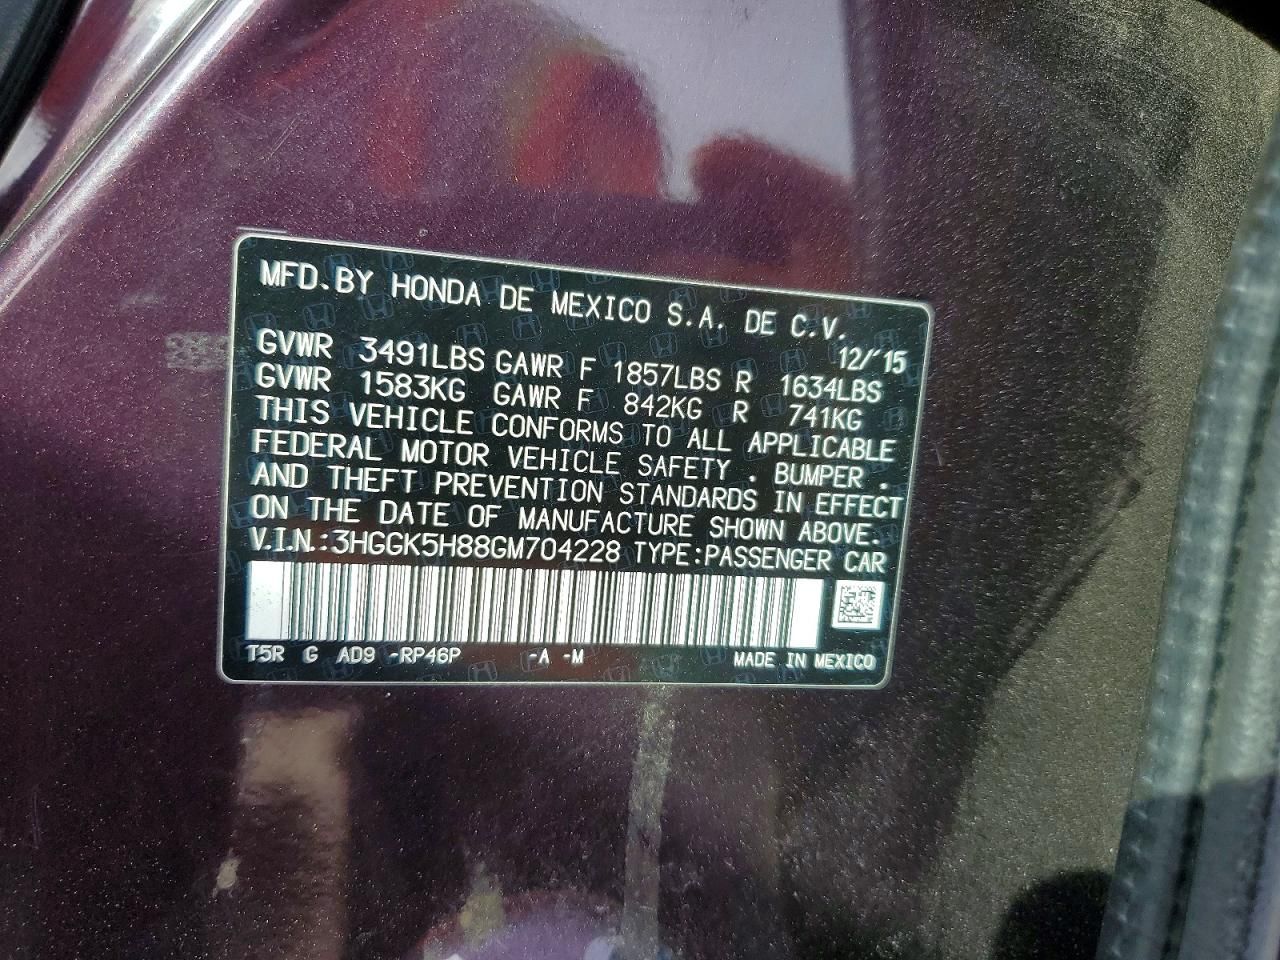 MFD.BY HONDA DE MEXICO S.A. DE C.V.
12/'15
GVWR 3491LBS GAWR F 1857LBS R 1634LBS
GVWR 1583KG GAWR F 842KG R 741KG
THIS VEHICLE CONFORMS TO ALL APPLICABLE
FEDERAL MOTOR VEHICLE SAFETY . BUMPER .
AND THEFT PREVENTION STANDARDS IN EFFECT
ON THE DATE OF MANUFACTURE SHOWN ABOVE.
V.I.N.:3HGGK5H88GM704228 TYPE:PASSENGER CAR
T5R G AD9 -RP46P -A -M MADE IN MEXICO